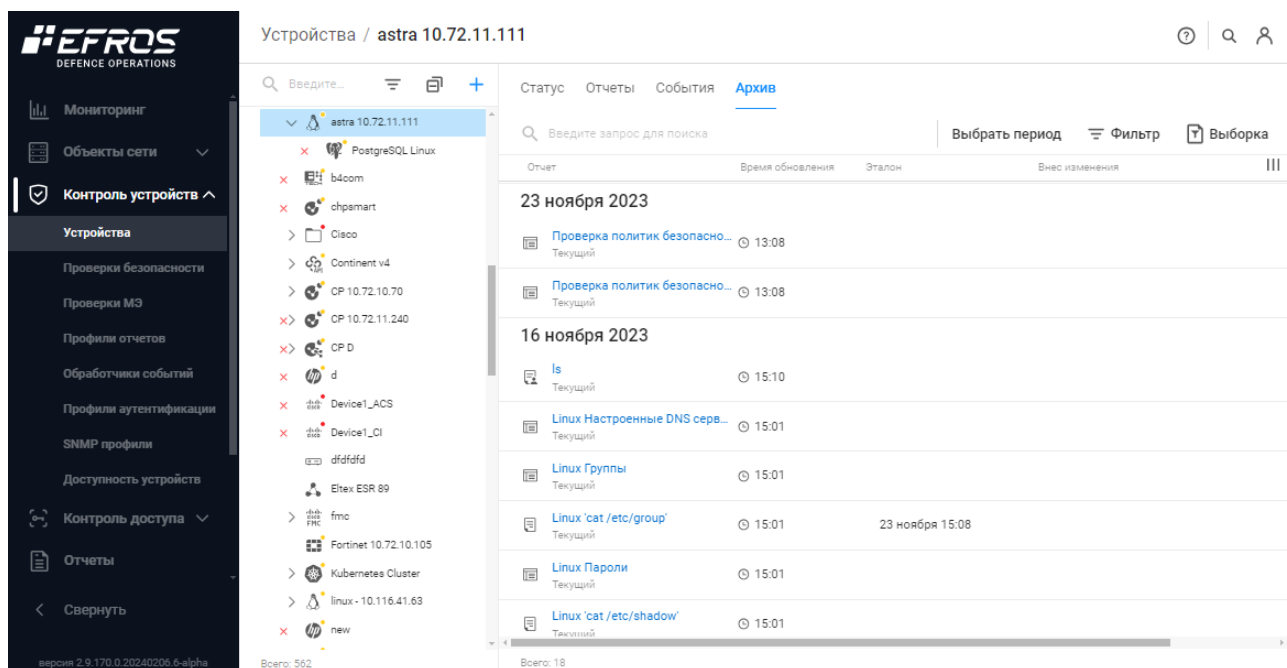 EFROS
DEFENCE OPERATIONS
Мониторинг
Объекты сети
Контроль устройств
Устройства
Проверки безопасности
Проверки МЭ
Профили отчетов
Обработчики событий
Профили аутентификации
SNMP профили
Доступность устройств
Контроль доступа
Отчеты
Свернуть
версия 2.9.170.0.20240206.6-alpha
Устройства / astra 10.72.11.111
Введите...
astra 10.72.11.111
PostgreSQL Linux
b4com
chpsmart
Cisco
Continent v4
CP 10.72.10.70
CP 10.72.11.240
CP D
d
Device1_ACS
Device1_CI
dfdfdfd
Eltex ESR 89
fmc
Fortinet 10.72.10.105
Kubernetes Cluster
linux - 10.116.41.63
new
Всего: 562
Статус Отчеты События Архив
Введите запрос для поиска Выбрать период Фильтр Выборка
Отчет Время обновления Эталон Внес изменения
23 ноября 2023
Проверка политик безопасно... 13:08
Текущий
Проверка политик безопасно... 13:08
Текущий
16 ноября 2023
ls 15:10
Текущий
Linux Настроенные DNS серв... 15:01
Текущий
Linux Группы 15:01
Текущий
Linux 'cat /etc/group' 15:01 23 ноября 15:08
Текущий
Linux Пароли 15:01
Текущий
Linux 'cat /etc/shadow' 15:01
Текущий
Всего: 18